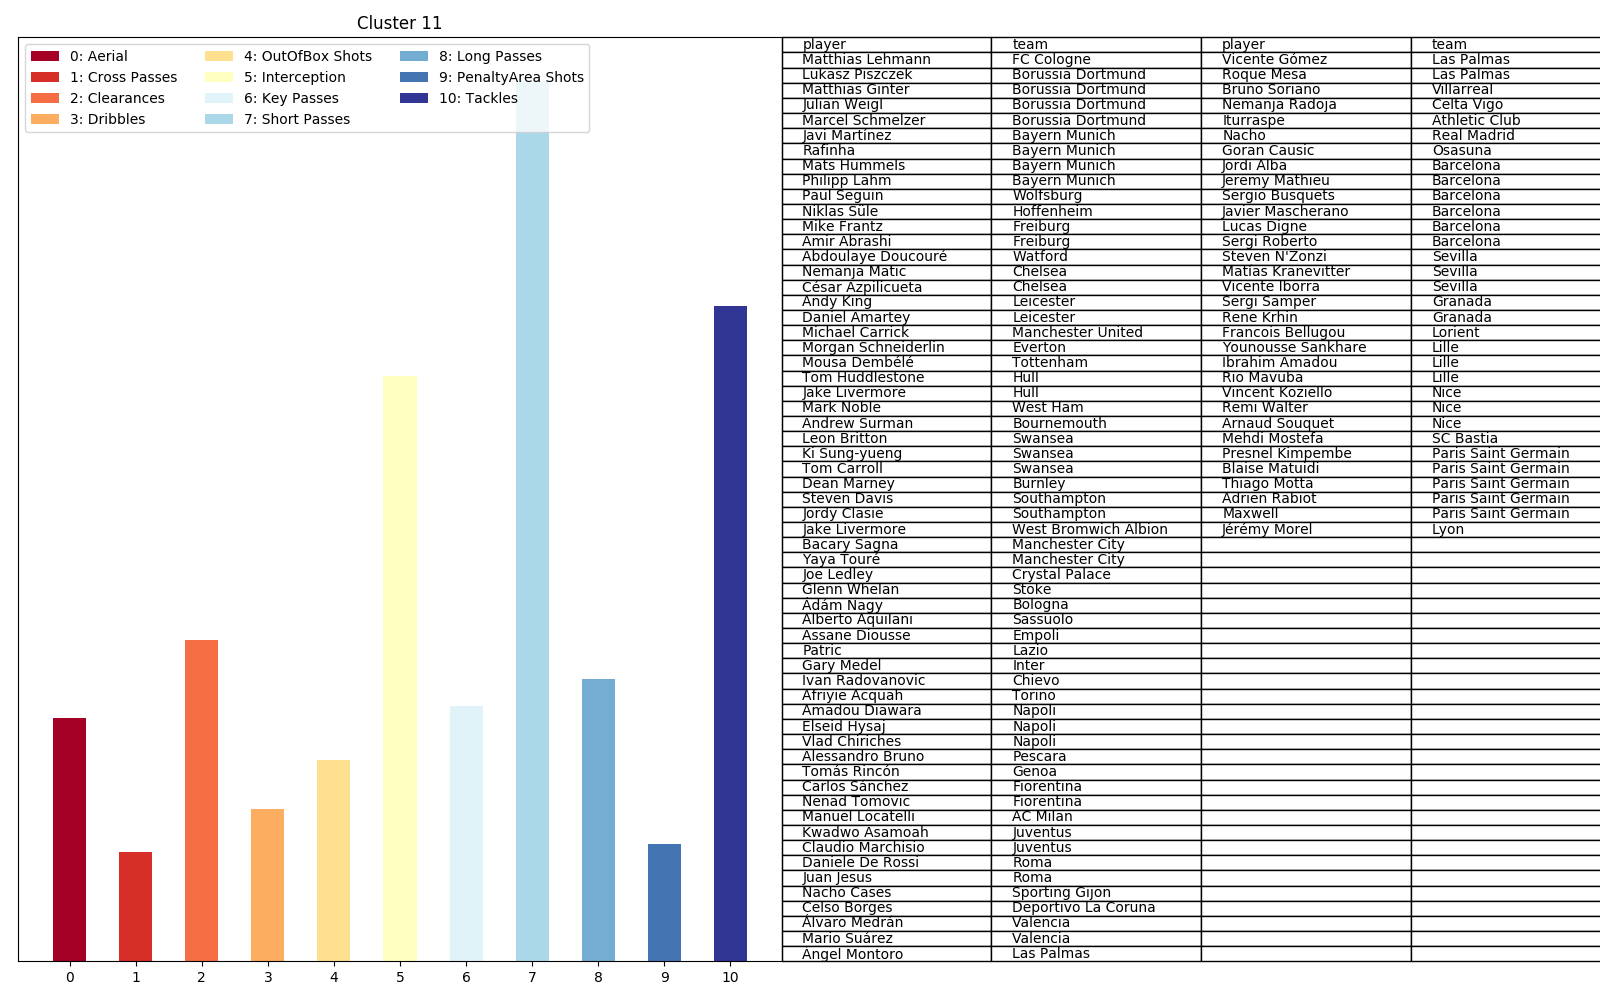 Cluster 11
0: Aerial
1: Cross Passes
2: Clearances
3: Dribbles
4: OutOfBox Shots
5: Interception
6: Key Passes
7: Short Passes
8: Long Passes
9: PenaltyArea Shots
10: Tackles
0 1 2 3 4 5 6 7 8 9 10
player team player team
Matthias Lehmann FC Cologne Vicente Gómez Las Palmas
Lukasz Piszczek Borussia Dortmund Roque Mesa Las Palmas
Matthias Ginter Borussia Dortmund Bruno Soriano Villarreal
Julian Weigl Borussia Dortmund Nemanja Radoja Celta Vigo
Marcel Schmelzer Borussia Dortmund Iturraspe Athletic Club
Javi Martínez Bayern Munich Nacho Real Madrid
Rafinha Bayern Munich Goran Causic Osasuna
Mats Hummels Bayern Munich Jordi Alba Barcelona
Philipp Lahm Bayern Munich Jeremy Mathieu Barcelona
Paul Seguin Wolfsburg Sergio Busquets Barcelona
Niklas Süle Hoffenheim Javier Mascherano Barcelona
Mike Frantz Freiburg Lucas Digne Barcelona
Amir Abrashi Freiburg Sergi Roberto Barcelona
Abdoulaye Doucouré Watford Steven N'Zonzi Sevilla
Nemanja Matic Chelsea Matías Kranevitter Sevilla
César Azpilicueta Chelsea Vicente Iborra Sevilla
Andy King Leicester Sergi Samper Granada
Daniel Amartey Leicester Rene Krhin Granada
Michael Carrick Manchester United Francois Bellugou Lorient
Morgan Schneiderlin Everton Younousse Sankhare Lille
Mousa Dembélé Tottenham Ibrahim Amadou Lille
Tom Huddlestone Hull Rio Mavuba Lille
Jake Livermore Hull Vincent Koziello Nice
Mark Noble West Ham Remi Walter Nice
Andrew Surman Bournemouth Arnaud Souquet Nice
Leon Britton Swansea Mehdi Mostefa SC Bastia
Ki Sung-yueng Swansea Presnel Kimpembe Paris Saint Germain
Tom Carroll Swansea Blaise Matuidi Paris Saint Germain
Dean Marney Burnley Thiago Motta Paris Saint Germain
Steven Davis Southampton Adrien Rabiot Paris Saint Germain
Jordy Clasie Southampton Maxwell Paris Saint Germain
Jake Livermore West Bromwich Albion Jérémy Morel Lyon
Bacary Sagna Manchester City
Yaya Touré Manchester City
Joe Ledley Crystal Palace
Glenn Whelan Stoke
Ádám Nagy Bologna
Alberto Aquilani Sassuolo
Assane Diousse Empoli
Patric Lazio
Gary Medel Inter
Ivan Radovanovic Chievo
Afriyie Acquah Torino
Amadou Diawara Napoli
Elseid Hysaj Napoli
Vlad Chiriches Napoli
Alessandro Bruno Pescara
Tomás Rincón Genoa
Carlos Sánchez Fiorentina
Nenad Tomovic Fiorentina
Manuel Locatelli AC Milan
Kwadwo Asamoah Juventus
Claudio Marchisio Juventus
Daniele De Rossi Roma
Juan Jesus Roma
Nacho Cases Sporting Gijon
Celso Borges Deportivo La Coruna
Álvaro Medrán Valencia
Mario Suárez Valencia
Ángel Montoro Las Palmas